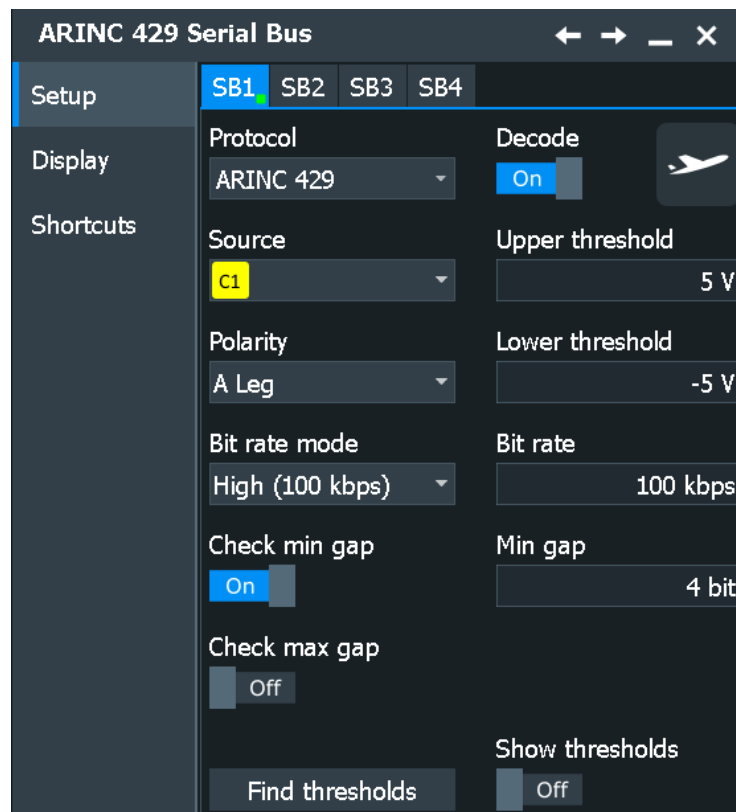 ARINC 429 Serial Bus
Setup
Display
Shortcuts
SB1 SB2 SB3 SB4
Protocol
Decode
ARINC 429
On
Source
Upper threshold
C1
5 V
Polarity
Lower threshold
A Leg
-5 V
Bit rate mode
Bit rate
High (100 kbps)
100 kbps
Check min gap
Min gap
On
4 bit
Check max gap
Off
Show thresholds
Find thresholds
Off